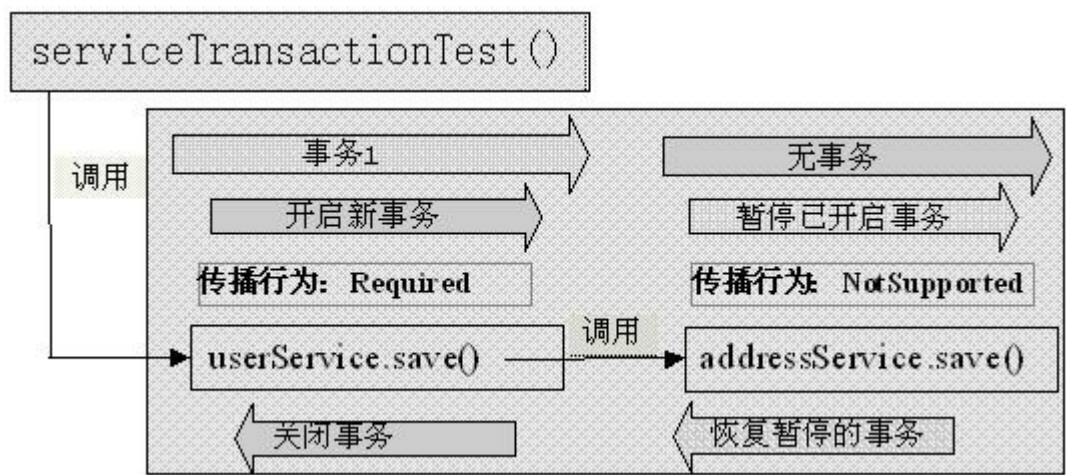 serviceTransactionTest()
调用
事务1
无事务
开启新事务
暂停已开启事务
传播行为: Required
传播行为: NotSupported
调用
userService.save()
addressService.save()
关闭事务
恢复暂停的事务